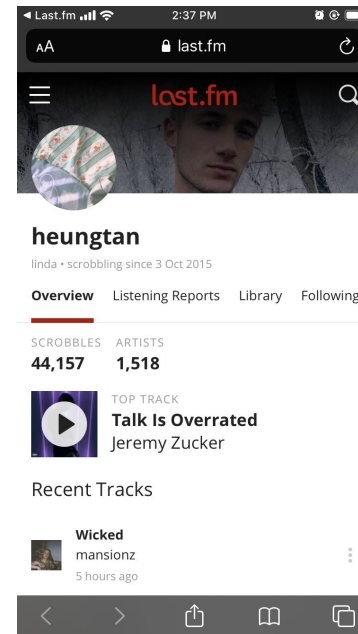 ◀ Last.fm 2:37 PM
AA last.fm
last.fm
heungtan
linda • scrobbling since 3 Oct 2015
Overview Listening Reports Library Following
SCROBBLES ARTISTS
44,157 1,518
TOP TRACK
Talk Is Overrated
Jeremy Zucker
Recent Tracks
Wicked
mansionz
5 hours ago